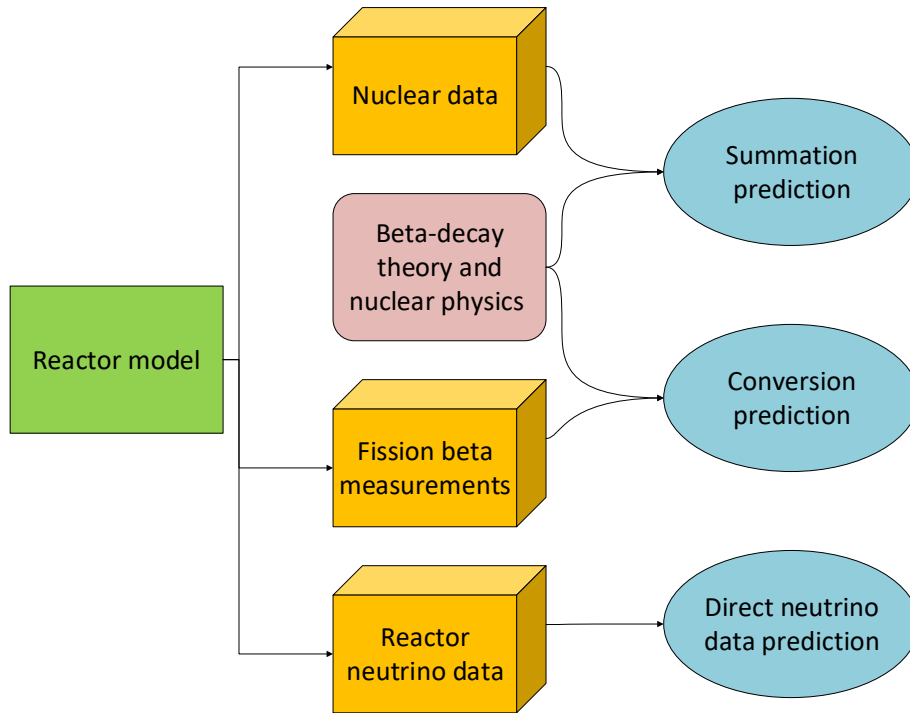 Nuclear data
Summation
prediction
Beta-decay
theory and
nuclear physics
Reactor model
Conversion
prediction
Fission beta
measurements
Direct neutrino
data prediction
Reactor
neutrino data